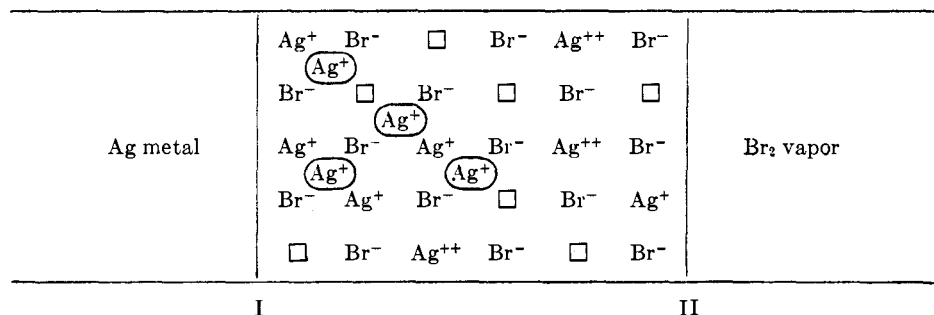 Ag⁺ Br⁻ □ Br⁻ Ag⁺⁺ Br⁻
Ag⁺
Br⁻ □ Br⁻ □ Br⁻ □
Ag⁺
Ag metal Ag⁺ Br⁻ Ag⁺ Br⁻ Ag⁺⁺ Br⁻ Br₂ vapor
Ag⁺ Ag⁺
Br⁻ Ag⁺ Br⁻ □ Br⁻ Ag⁺
□ Br⁻ Ag⁺⁺ Br⁻ □ Br⁻
I II